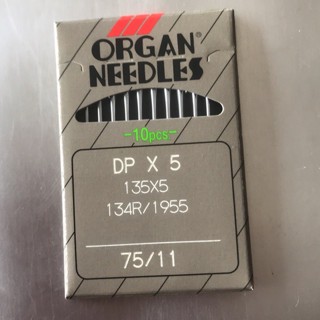 ORGAN®
NEEDLES
-10pcs-
DP X 5
135X5
134R/1955
75/11